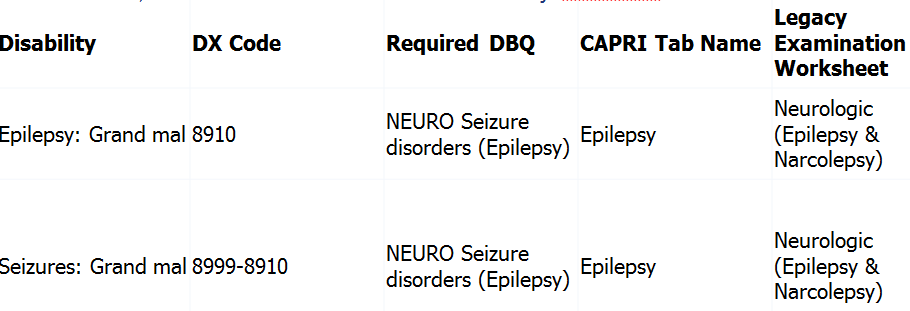 Disability DX Code Required DBQ CAPRI Tab Name Legacy Examination Worksheet
Epilepsy: Grand mal 8910 NEURO Seizure disorders (Epilepsy) Epilepsy Neurologic (Epilepsy & Narcolepsy)
Seizures: Grand mal 8999-8910 NEURO Seizure disorders (Epilepsy) Epilepsy Neurologic (Epilepsy & Narcolepsy)